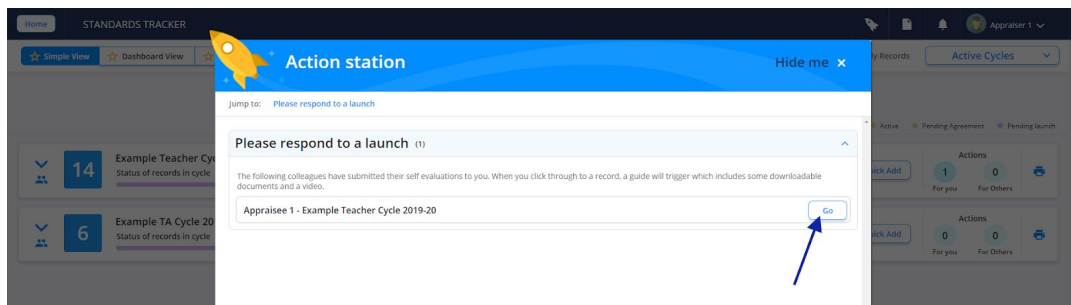 Home STANDARDS TRACKER Appraiser 1
Simple View Dashboard View Records Active Cycles
Action station Hide me ×
Jump to: Please respond to a launch
Active Pending Agreement Pending launch
Please respond to a launch (1)
The following colleagues have submitted their self evaluations to you. When you click through to a record, a guide will trigger which includes some downloadable
documents and a video.
Appraisee 1 - Example Teacher Cycle 2019-20 Go
14 Example Teacher Cyc
Status of records in cycle
Actions
ick Add 1 0
For you For Others
6 Example TA Cycle 20
Status of records in cycle
Actions
ick Add 0 0
For you For Others